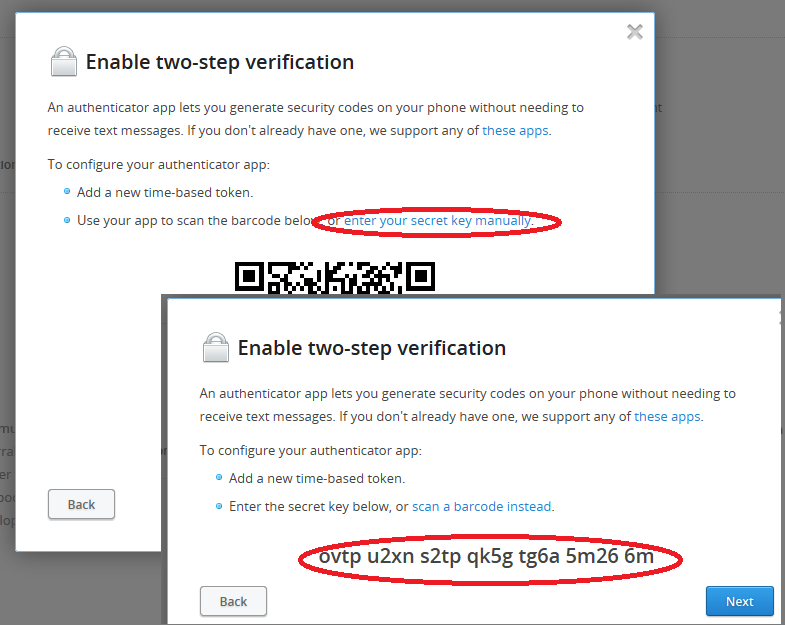 Enable two-step verification
An authenticator app lets you generate security codes on your phone without needing to
receive text messages. If you don't already have one, we support any of these apps.
To configure your authenticator app:
Add a new time-based token.
Use your app to scan the barcode below, or enter your secret key manually.
Back
Enable two-step verification
An authenticator app lets you generate security codes on your phone without needing to
receive text messages. If you don't already have one, we support any of these apps.
To configure your authenticator app:
Add a new time-based token.
Enter the secret key below, or scan a barcode instead.
ovtp u2xn s2tp qk5g tg6a 5m26 6m
Back
Next